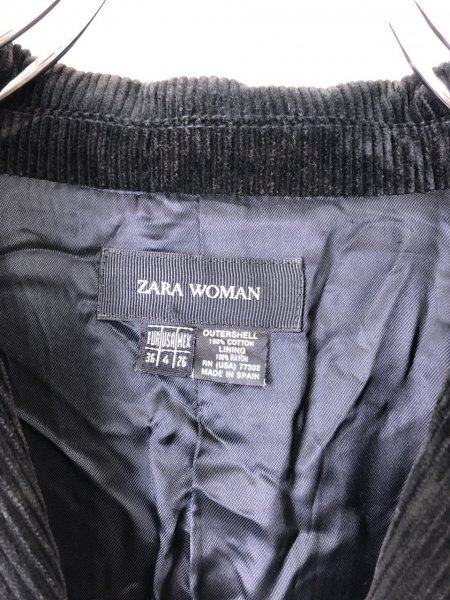 ZARA WOMAN
EUR USA MEX
36 4 26
OUTERSHELL
100% COTTON
LINING
100% RAYON
RN (USA) 77302
MADE IN SPAIN